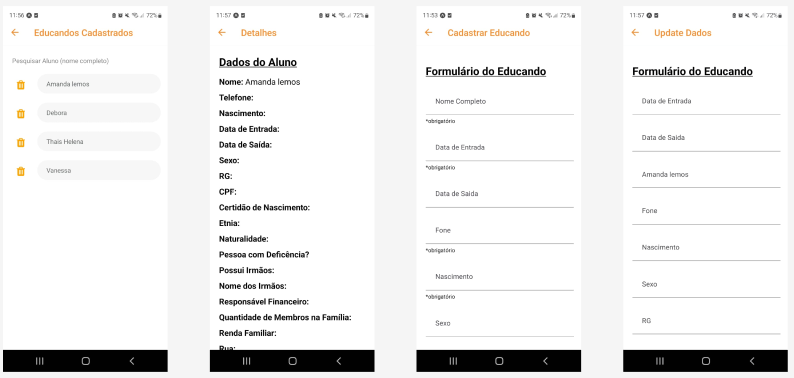 11:56
72%
Educandos Cadastrados
Pesquisar Aluno (nome completo)
Amanda lemos
Debora
Thais Helena
Vanessa
11:57
72%
Detalhes
Dados do Aluno
Nome: Amanda lemos
Telefone:
Nascimento:
Data de Entrada:
Data de Saída:
Sexo:
RG:
CPF:
Certidão de Nascimento:
Etnia:
Naturalidade:
Pessoa com Deficência?
Possui Irmãos:
Nome dos Irmãos:
Responsável Financeiro:
Quantidade de Membros na Família:
Renda Familiar:
Rua:
11:53
72%
Cadastrar Educando
Formulário do Educando
Nome Completo
*obrigatório
Data de Entrada
*obrigatório
Data de Saida
Fone
*obrigatório
Nascimento
*obrigatório
Sexo
11:57
72%
Update Dados
Formulário do Educando
Data de Entrada
Data de Saída
Amanda lemos
Fone
Nascimento
Sexo
RG